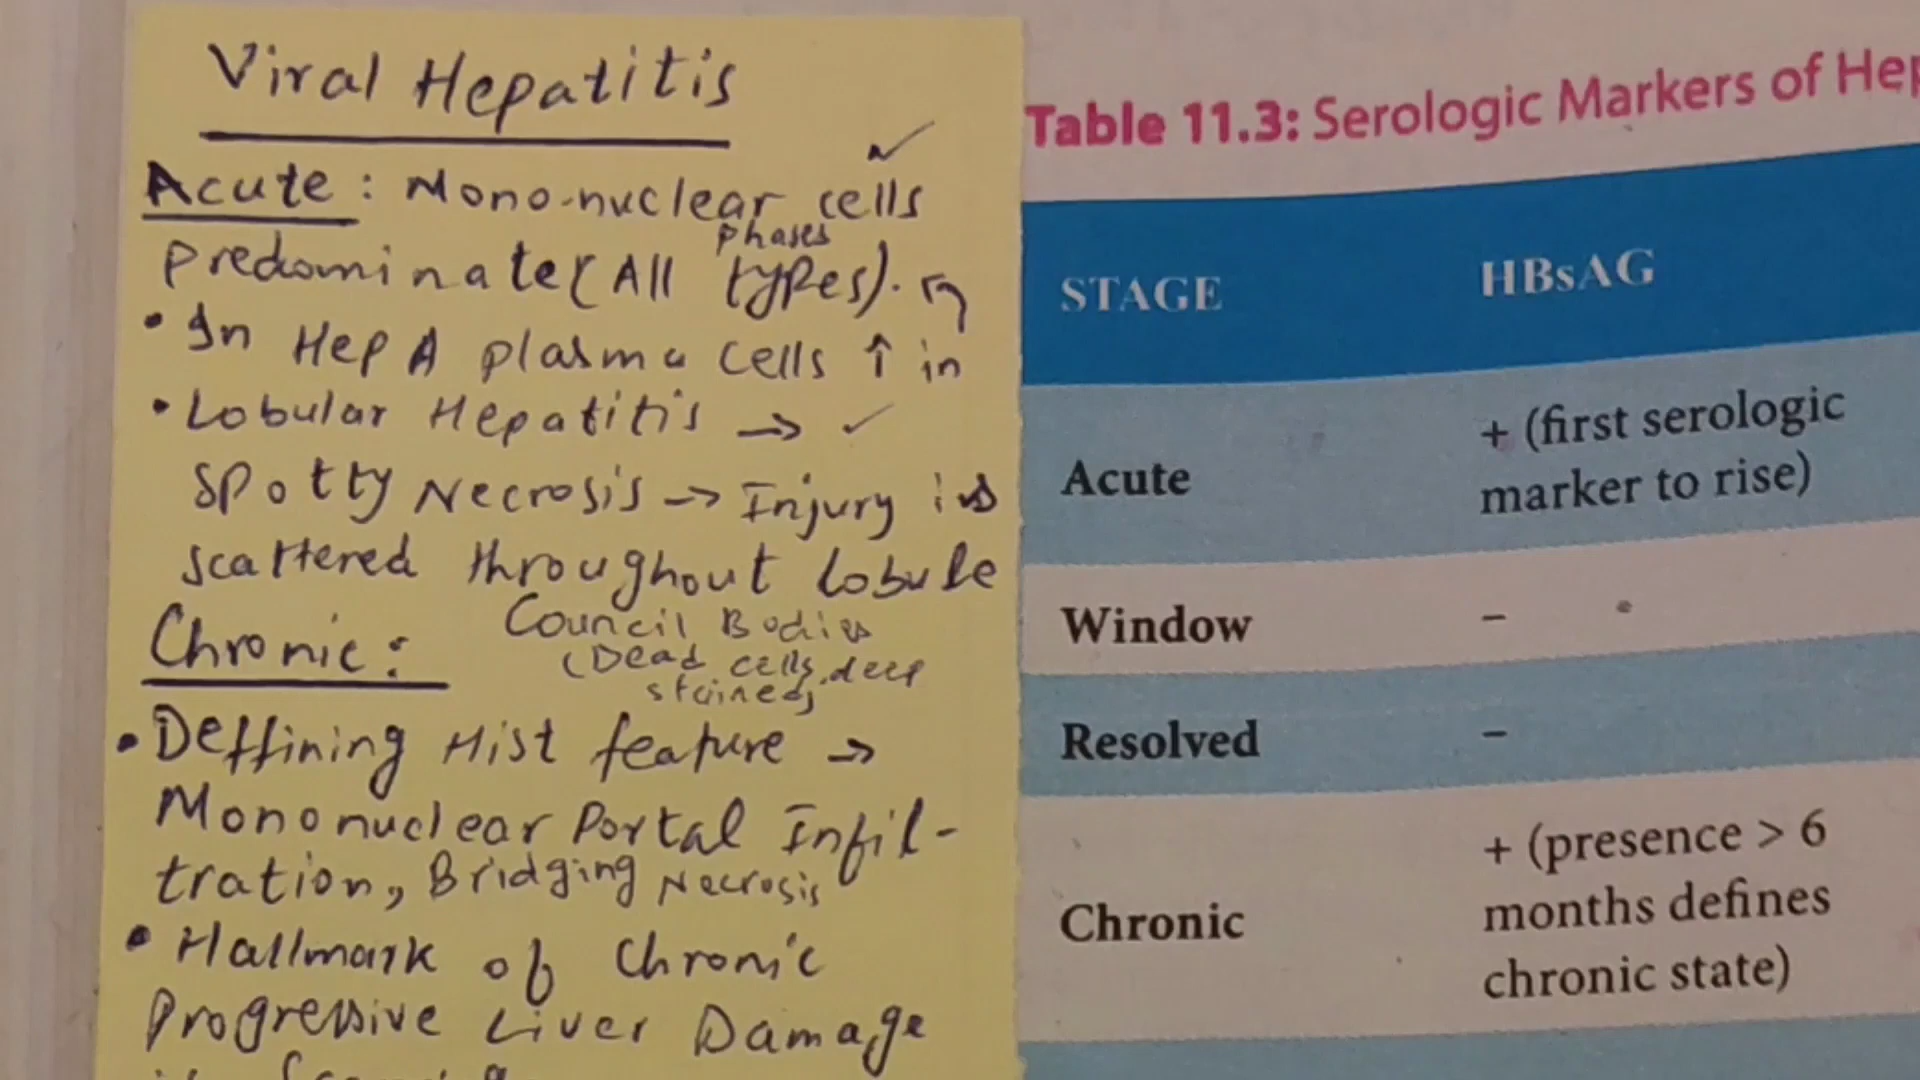 Viral Hepatitis
Acute: Mono-nuclear cells
phases
predominate (All types).
• In Hep A plasma cells ↑ in
• Lobular Hepatitis → ✓
Spotty Necrosis → Injury is
scattered throughout lobule
Chronic:
Council Bodies
(Dead cells, deep
stained)
• Deffining Hist feature →
Mononuclear Portal Infil-
tration, Bridging Necrosis
• Hallmark of Chronic
Progressive Liver Damage
Table 11.3: Serologic Markers of Hep
STAGE HBsAG
Acute + (first serologic
marker to rise)
Window –
Resolved –
Chronic + (presence > 6
months defines
chronic state)